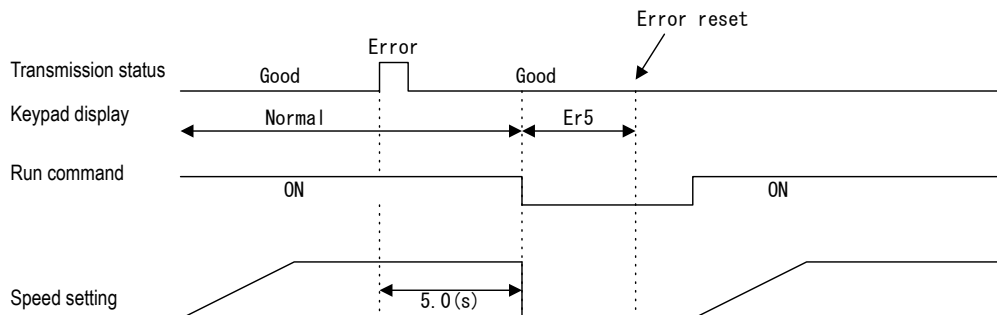 Error reset
Error
Transmission status
Good
Good
Keypad display
Normal
Er5
Run command
ON
ON
5.0(s)
Speed setting